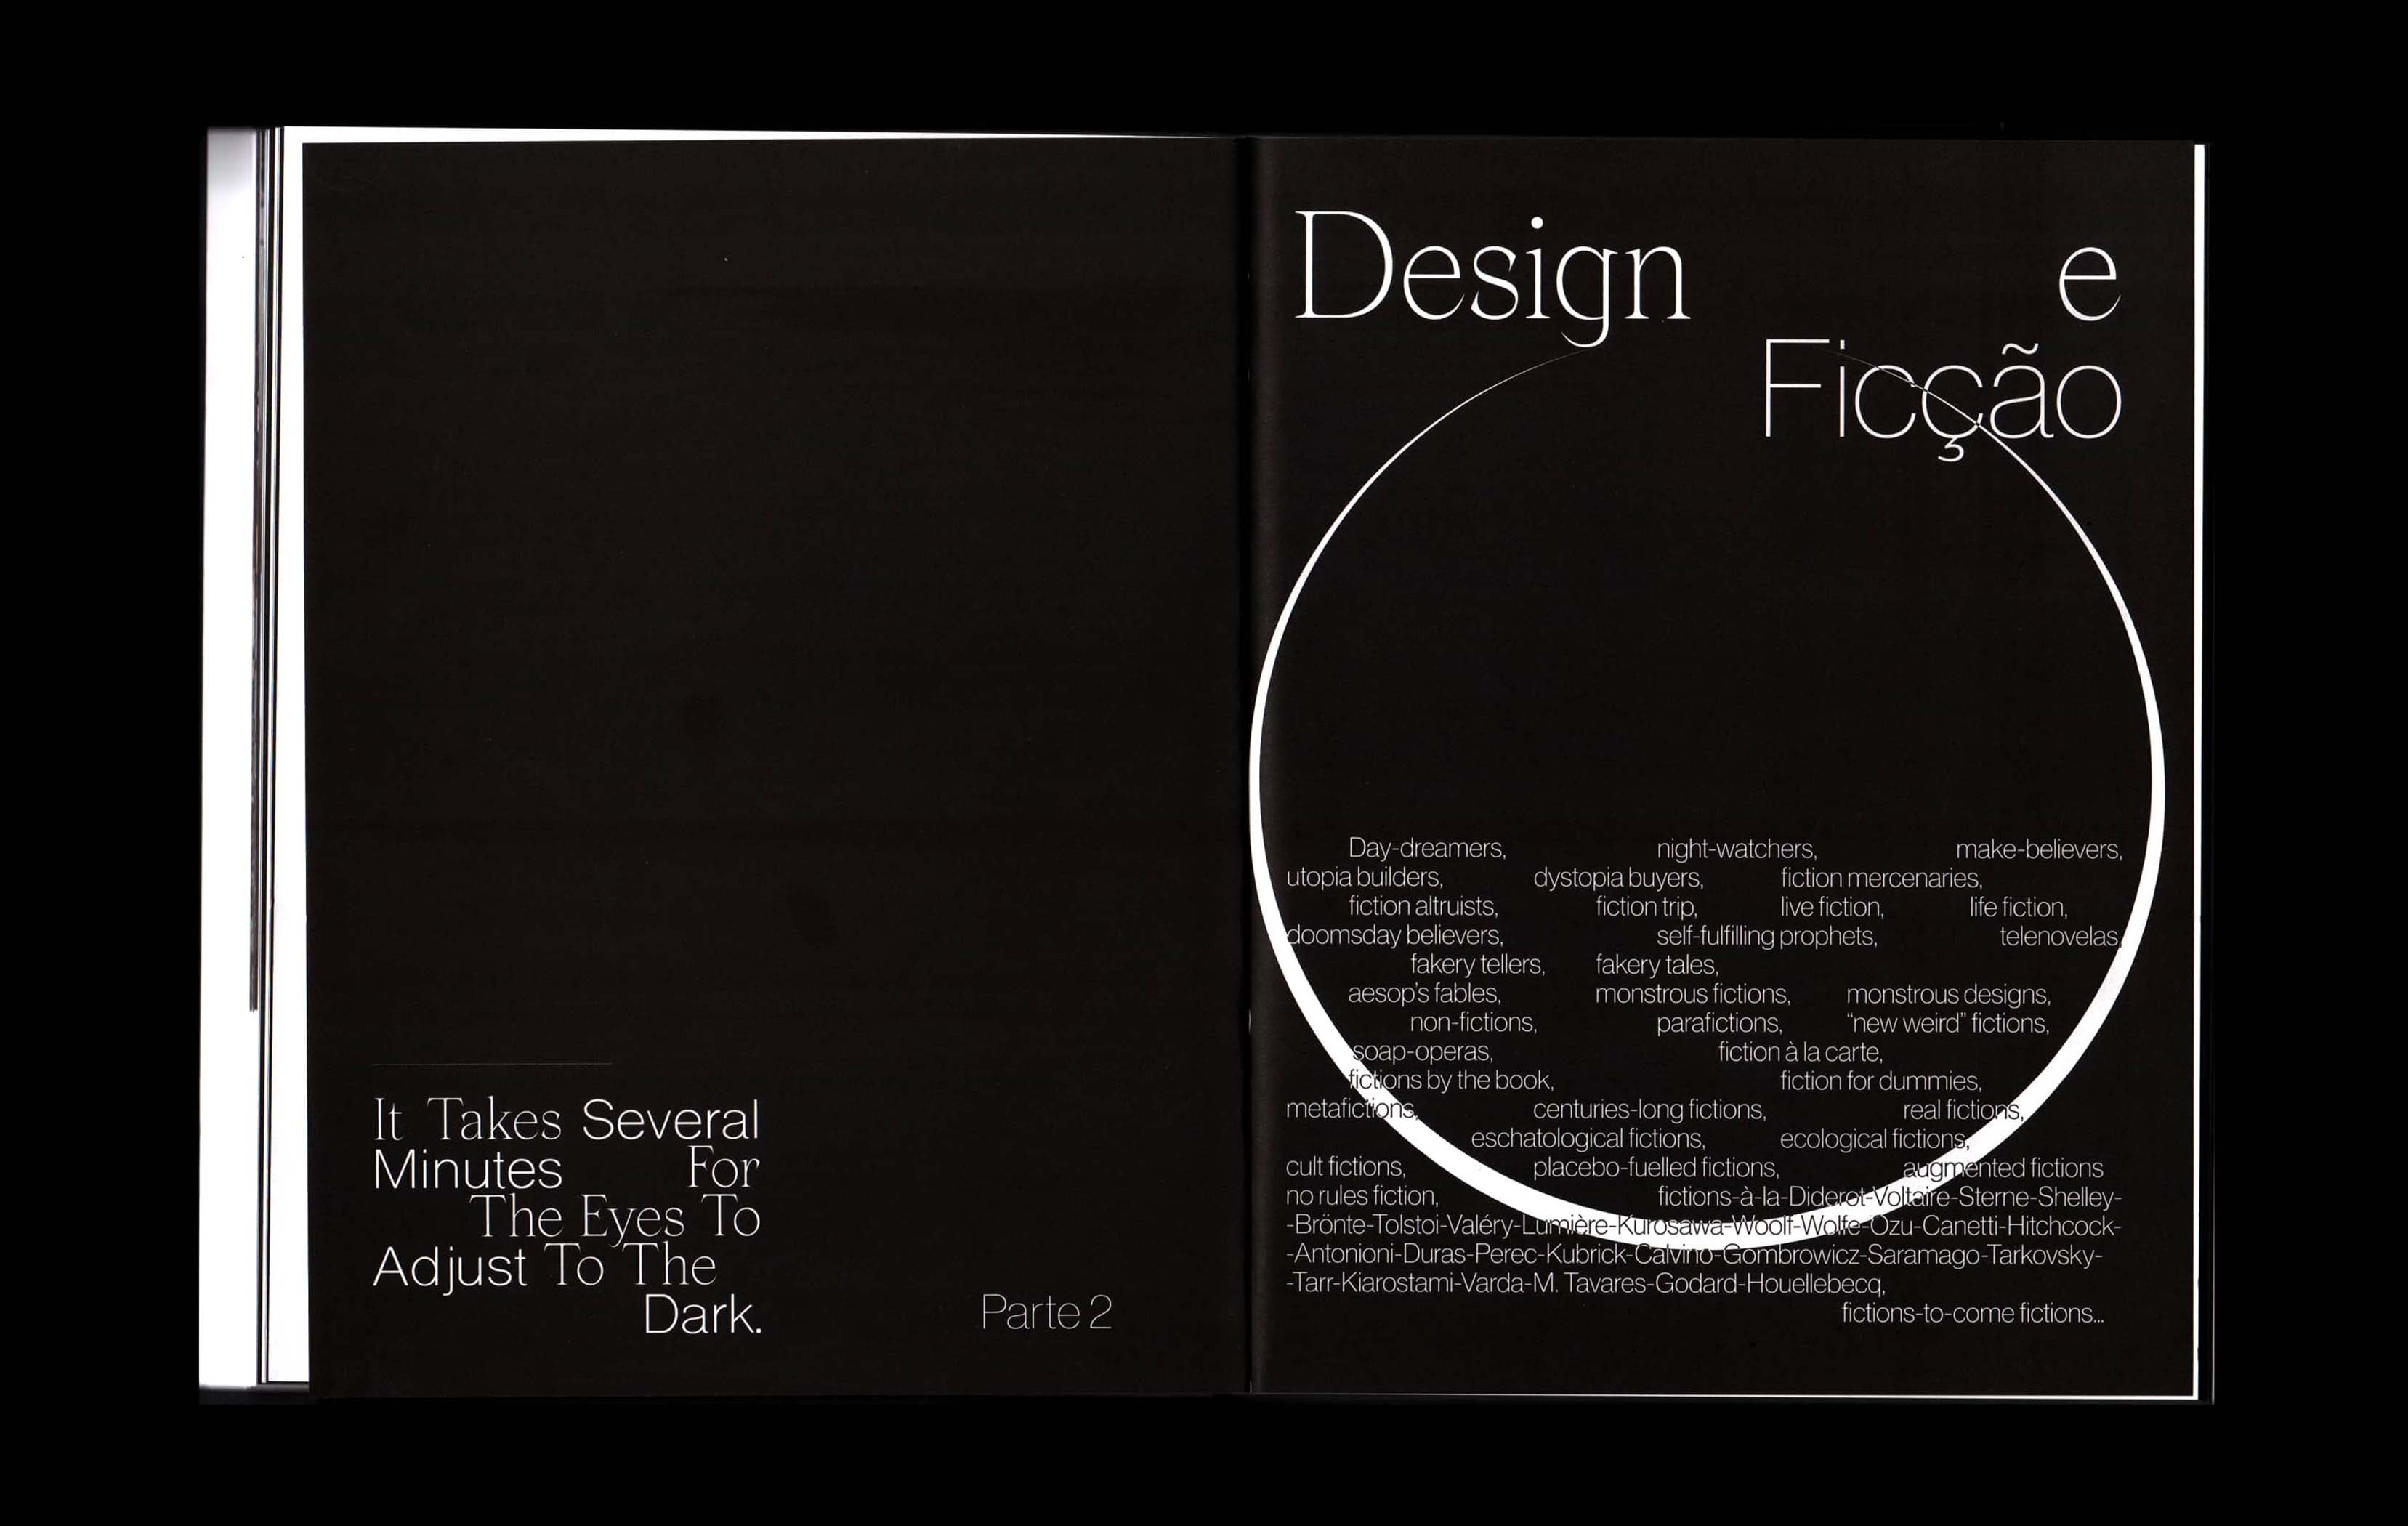 It Takes Several
Minutes For
The Eyes To
Adjust To The
Dark.
Parte 2
Design e
Ficção
Day-dreamers, night-watchers, make-believers,
utopia builders, dystopia buyers, fiction mercenaries,
fiction altruists, fiction trip, live fiction, life fiction,
doomsday believers, self-fulfilling prophets, telenovelas,
fakery tellers, fakery tales,
aesop's fables, monstrous fictions, monstrous designs,
non-fictions, parafictions, “new weird” fictions,
soap-operas, fiction à la carte,
fictions by the book, fiction for dummies,
metafictions, centuries-long fictions, real fictions,
eschatological fictions, ecological fictions,
cult fictions, placebo-fuelled fictions, augmented fictions
no rules fiction, fictions-à-la-Diderot-Voltaire-Sterne-Shelley-
-Brönte-Tolstoi-Valéry-Lumière-Kurosawa-Woolf-Wolfe-Ozu-Canetti-Hitchcock-
-Antonioni-Duras-Perec-Kubrick-Calvino-Gombrowicz-Saramago-Tarkovsky-
-Tarr-Kiarostami-Varda-M. Tavares-Godard-Houellebecq,
fictions-to-come fictions...